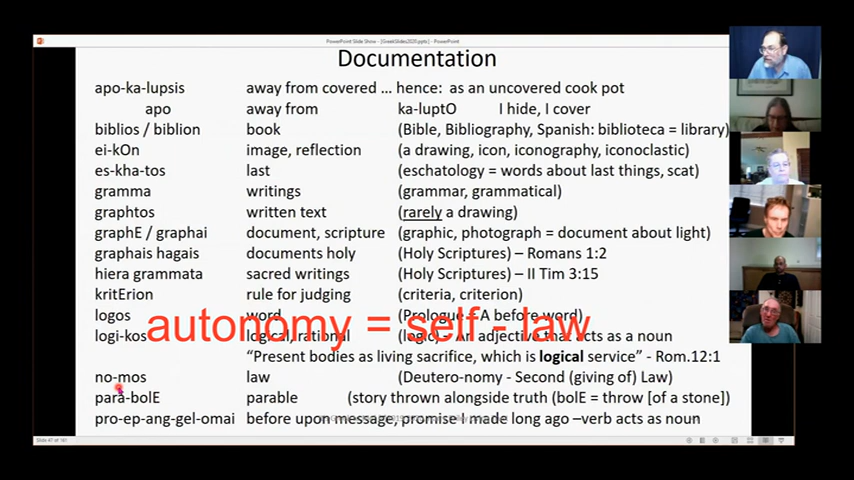 PowerPoint Slide Show - [GreekSlides2020.pptx] - PowerPoint
Documentation
apo-ka-lupsis away from covered ... hence: as an uncovered cook pot
apo away from ka-luptO I hide, I cover
biblios / biblion book (Bible, Bibliography, Spanish: biblioteca = library)
ei-kOn image, reflection (a drawing, icon, iconography, iconoclastic)
es-kha-tos last (eschatology = words about last things, scat)
gramma writings (grammar, grammatical)
graphtos written text (rarely a drawing)
graphE / graphai document, scripture (graphic, photograph = document about light)
graphais hagais documents holy (Holy Scriptures) – Romans 1:2
hiera grammata sacred writings (Holy Scriptures) – II Tim 3:15
kritErion rule for judging (criteria, criterion)
logos word (Prologue – A before word)
autonomy = self - law
logi-kos logical, rational (logic) – An adjective that acts as a noun
“Present bodies as living sacrifice, which is logical service” - Rom.12:1
no-mos law (Deutero-nomy - Second (giving of) Law)
para-bolE parable (story thrown alongside truth (bolE = throw [of a stone])
pro-ep-ang-gel-omai before upon message, promise I made long ago –verb acts as noun
Slide 47 of 161